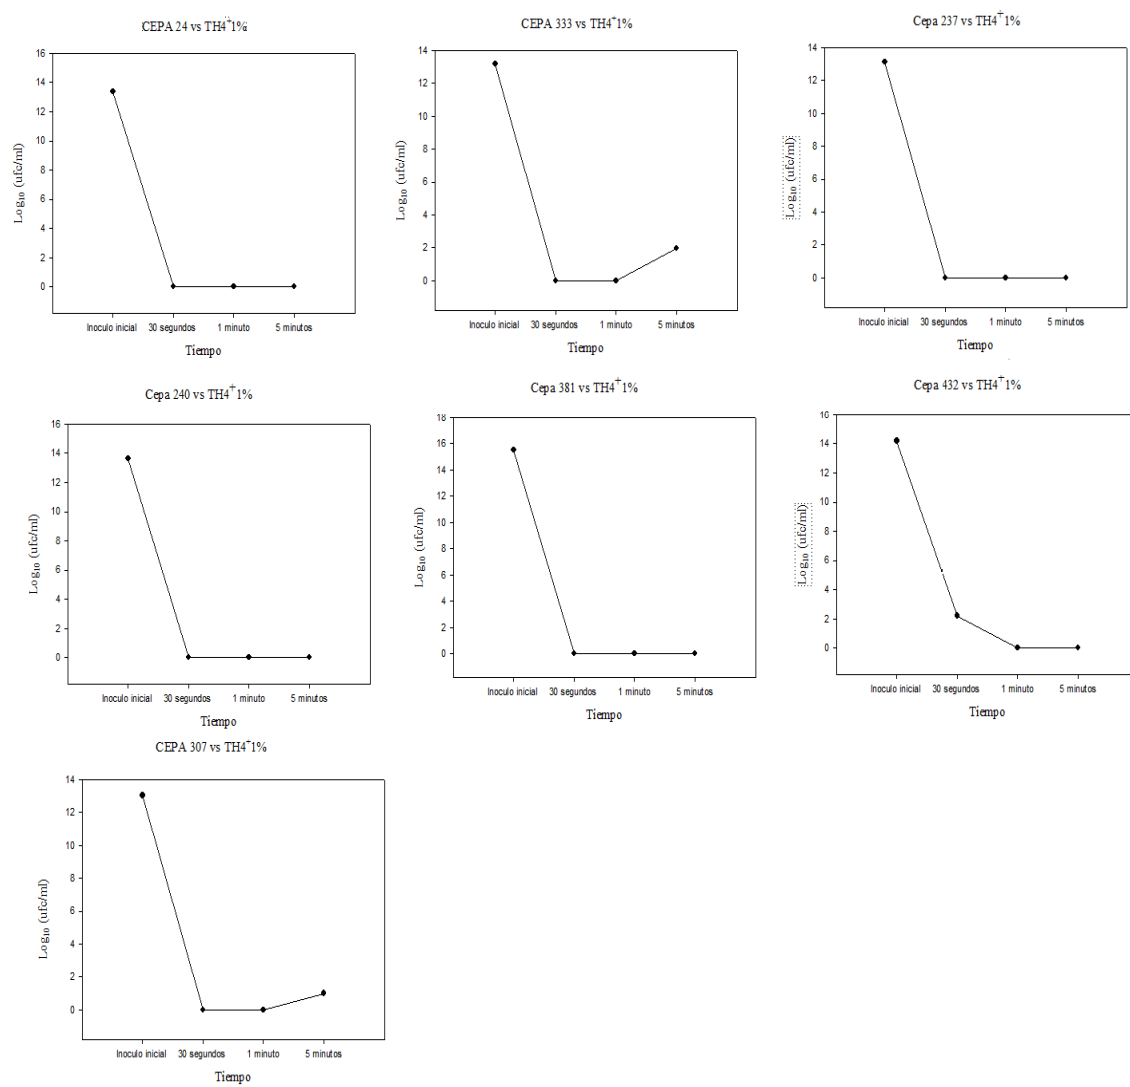 CEPA 24 vs TH4+1%
16
14
12
10
8
6
4
2
0
Log10 (ufc/ml)
Inoculo inicial 30 segundos 1 minuto 5 minutos
Tiempo
CEPA 333 vs TH4+1%
14
12
10
8
6
4
2
0
Log10 (ufc/ml)
Inoculo inicial 30 segundos 1 minuto 5 minutos
Tiempo
Cepa 237 vs TH4+1%
14
12
10
8
6
4
2
0
Log10 (ufc/ml)
Inoculo inicial 30 segundos 1 minuto 5 minutos
Tiempo
Cepa 240 vs TH4+1%
16
14
12
10
8
6
4
2
0
Log10 (ufc/ml)
Inoculo inicial 30 segundos 1 minuto 5 minutos
Tiempo
Cepa 381 vs TH4+1%
18
16
14
12
10
8
6
4
2
0
Log10 (ufc/ml)
Inoculo inicial 30 segundos 1 minuto 5 minutos
Tiempo
Cepa 432 vs TH4+1%
16
14
12
10
8
6
4
2
0
Log10 (ufc/ml)
Inoculo inicial 30 segundos 1 minuto 5 minutos
Tiempo
CEPA 307 vs TH4+1%
14
12
10
8
6
4
2
0
Log10 (ufc/ml)
Inoculo inicial 30 segundos 1 minuto 5 minutos
Tiempo